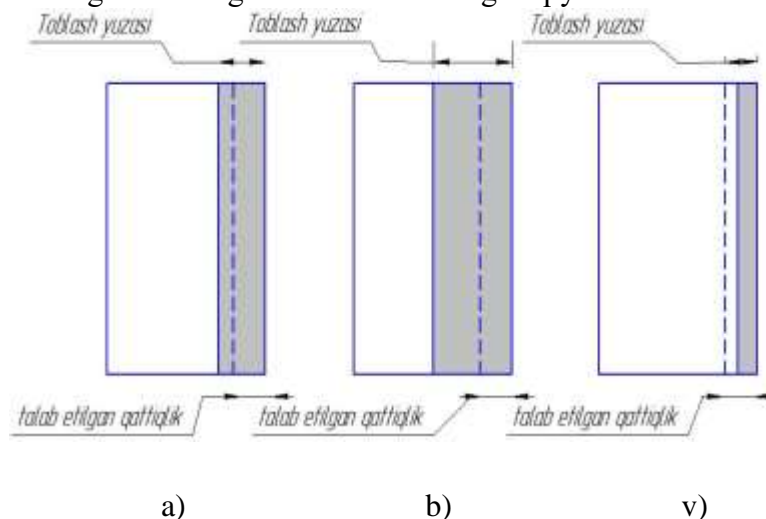 Toblash yuzasi Toblash yuzasi Toblash yuzasi
talab etilgan qattiqlik talab etilgan qattiqlik talab etilgan qattiqlik
a) b) v)